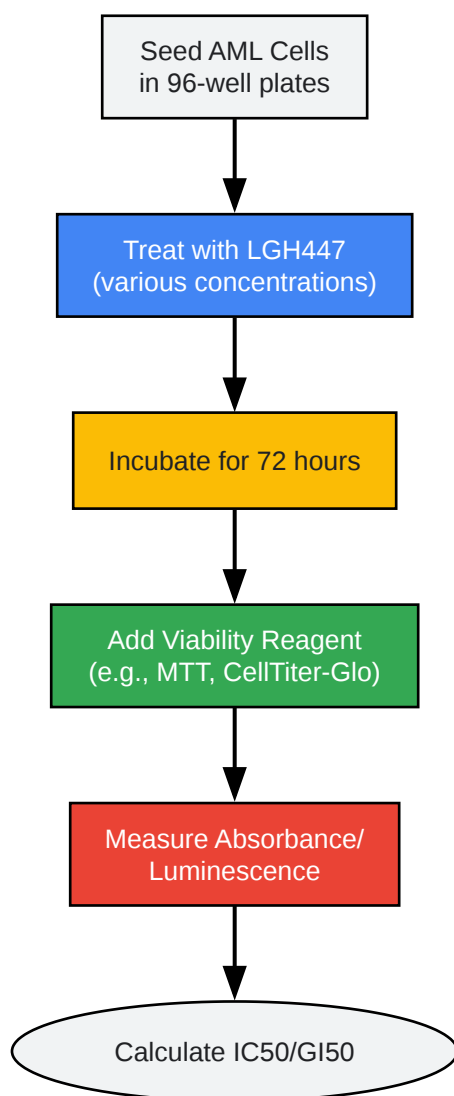 Seed AML Cells
in 96-well plates
Treat with LGH447
(various concentrations)
Incubate for 72 hours
Add Viability Reagent
(e.g., MTT, CellTiter-Glo)
Measure Absorbance/
Luminescence
Calculate IC50/GI50